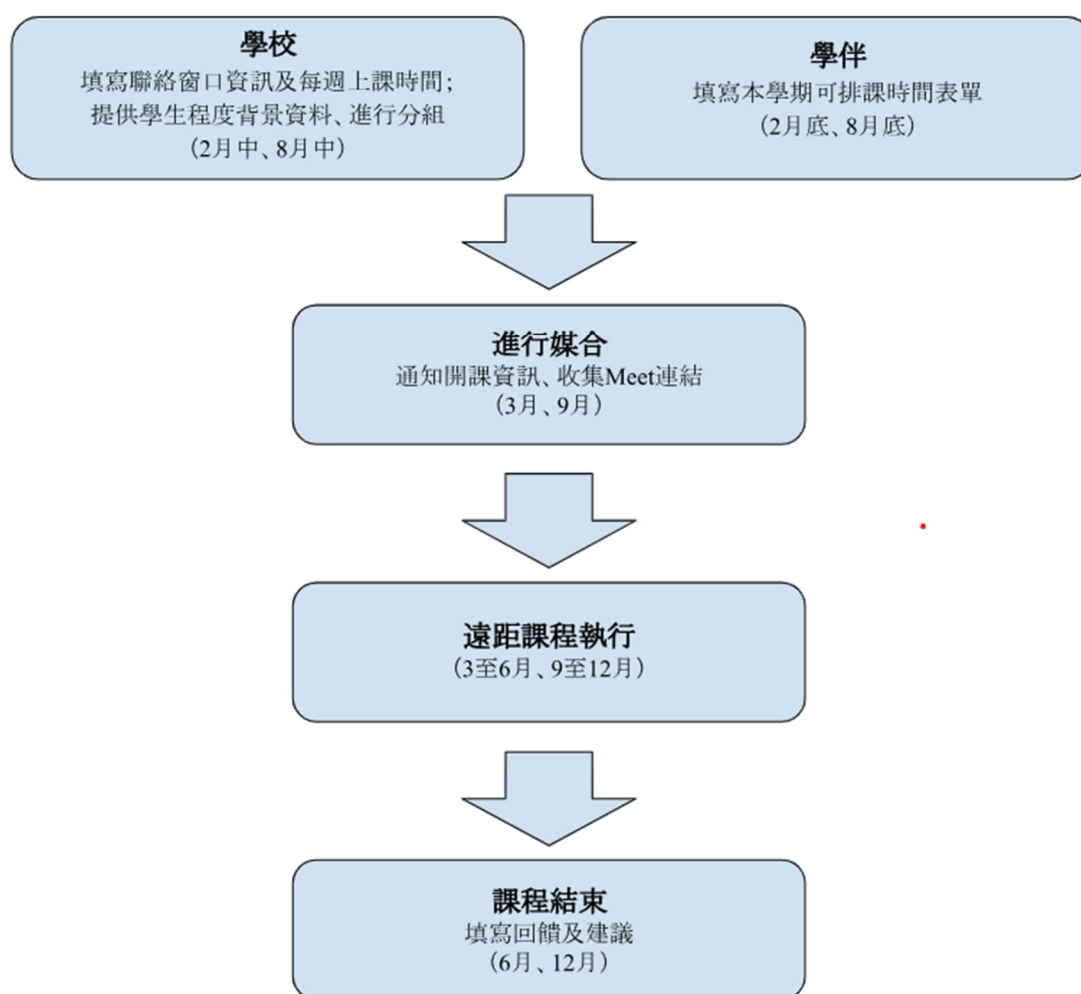 學校
填寫聯絡窗口資訊及每週上課時間；
提供學生程度背景資料、進行分組
(2月中、8月中)
學伴
填寫本學期可排課時間表單
(2月底、8月底)
進行媒合
通知開課資訊、收集Meet連結
(3月、9月)
遠距課程執行
(3至6月、9至12月)
課程結束
填寫回饋及建議
(6月、12月)